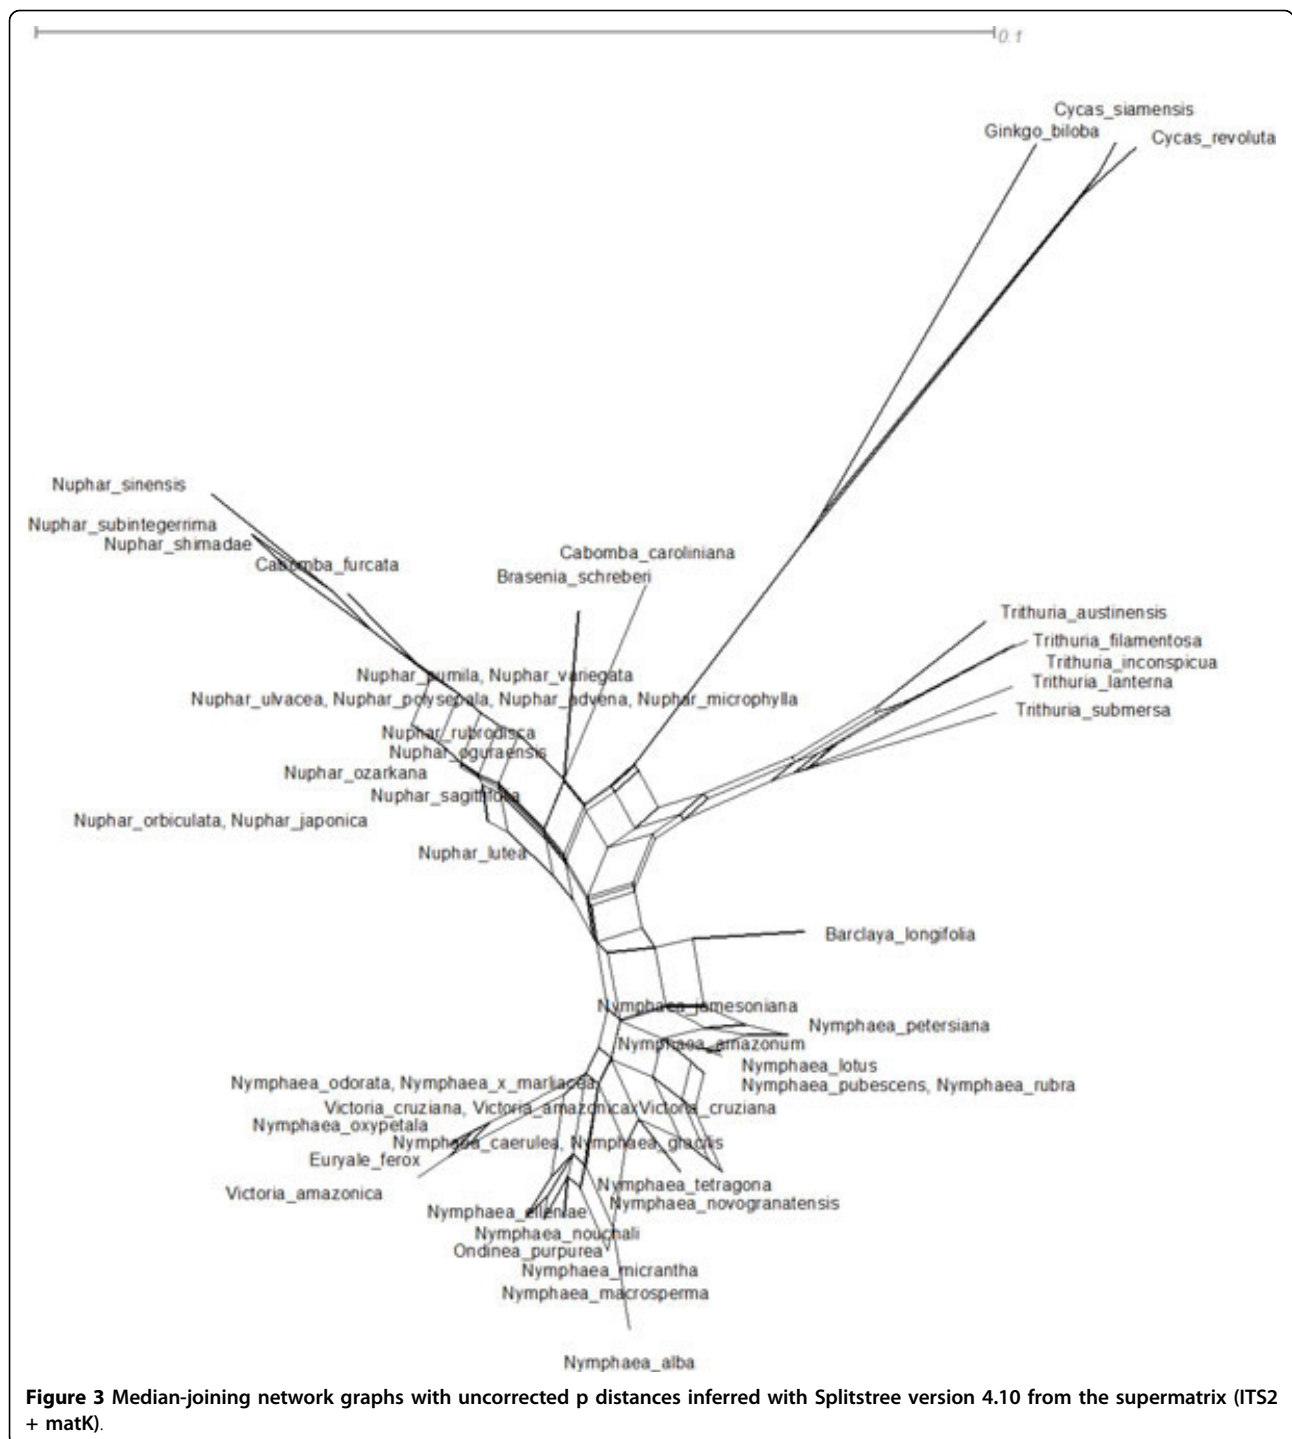 0.1
Cycas_siamensis
Ginkgo_biloba
Cycas_revoluta
Nuphar_sinensis
Nuphar_subintegerrima
Nuphar_shimadae
Cabomba_furcata
Cabomba_caroliniana
Brasenia_schreberi
Trithuria_austinensis
Trithuria_filamentosa
Trithuria_inconspicua
Trithuria_lanterna
Trithuria_submersa
Nuphar_pumila, Nuphar_variegata
Nuphar_ulvacea, Nuphar_polysepala, Nuphar_advena, Nuphar_microphylla
Nuphar_rubrodisca
Nuphar_oguraensis
Nuphar_ozarkana
Nuphar_sagittifolia
Nuphar_orbiculata, Nuphar_japonica
Nuphar_lutea
Barclaya_longifolia
Nymphaea_jamesoniana
Nymphaea_petersiana
Nymphaea_amazonum
Nymphaea_lotus
Nymphaea_pubescens, Nymphaea_rubra
Nymphaea_odorata, Nymphaea_x_marliacea
Victoria_cruziana, Victoria_amazonicaxVictoria_cruziana
Nymphaea_oxypetala
Nymphaea_caerulea, Nymphaea_gracilis
Euryale_ferox
Victoria_amazonica
Nymphaea_tetragona
Nymphaea_novogranatensis
Nymphaea_elleniae
Nymphaea_nouchali
Ondinea_purpurea
Nymphaea_micrantha
Nymphaea_macrosperma
Nymphaea_alba
Figure 3 Median-joining network graphs with uncorrected p distances inferred with Splitstree version 4.10 from the supermatrix (ITS2
+ matK).